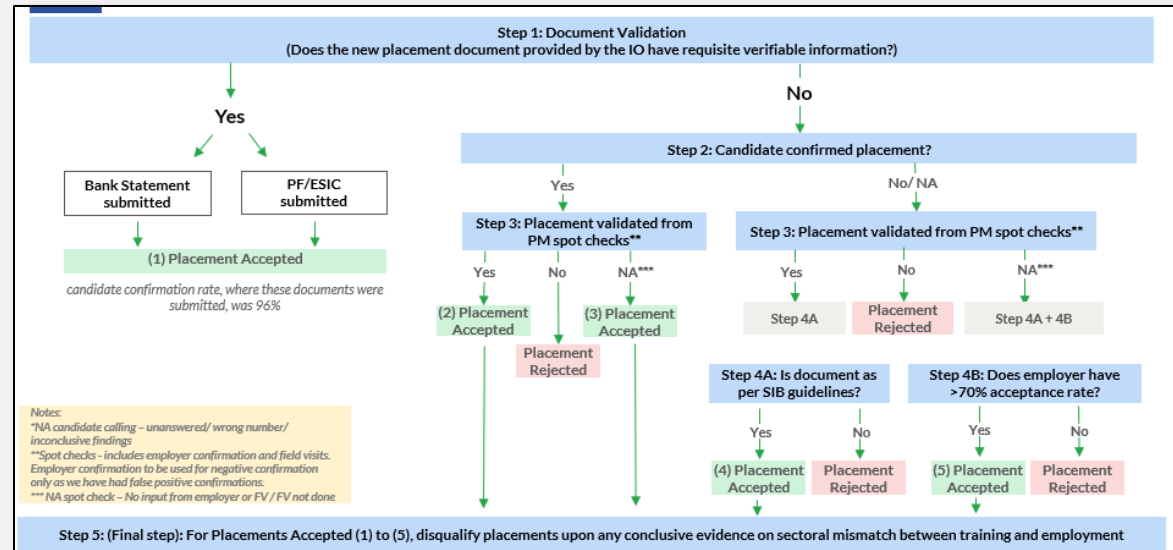 Step 1: Document Validation
(Does the new placement document provided by the IO have requisite verifiable information?)
Yes
No
Bank Statement
submitted
PF/ESIC
submitted
(1) Placement Accepted
candidate confirmation rate, where these documents were
submitted, was 96%
Step 2: Candidate confirmed placement?
Yes
No/ NA
Step 3: Placement validated from
PM spot checks**
Yes
No
NA***
(2) Placement
Accepted
Placement
Rejected
(3) Placement
Accepted
Step 3: Placement validated from PM spot checks**
Yes
No
NA***
Step 4A
Placement
Rejected
Step 4A + 4B
Step 4A: Is document as
per SIB guidelines?
Yes
No
(4) Placement
Accepted
Placement
Rejected
Step 4B: Does employer have
>70% acceptance rate?
Yes
No
(5) Placement
Accepted
Placement
Rejected
Notes:
*NA candidate calling – unanswered/ wrong number/
inconclusive findings
**Spot checks - includes employer confirmation and field visits.
Employer confirmation to be used for negative confirmation
only as we have had false positive confirmations.
*** NA spot check – No input from employer or FV / FV not done
Step 5: (Final step): For Placements Accepted (1) to (5), disqualify placements upon any conclusive evidence on sectoral mismatch between training and employment